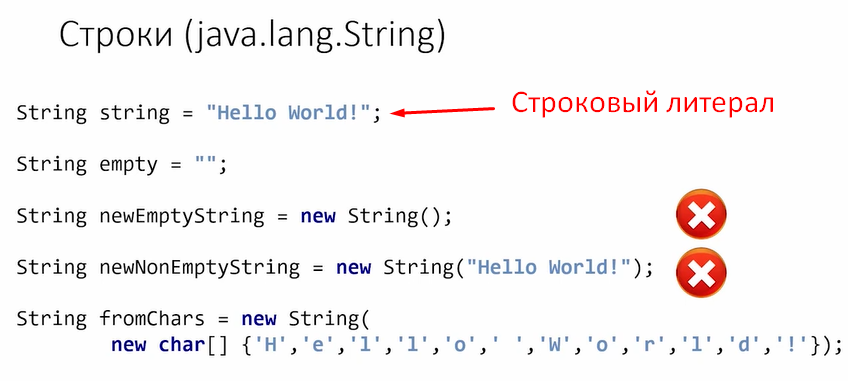 Строки (java.lang.String)
String string = "Hello World!";
Строковый литерал
String empty = "";
String newEmptyString = new String();
String newNonEmptyString = new String("Hello World!");
String fromChars = new String(
new char[] {'H','e','l','l','o',' ','W','o','r','l','d','!'});